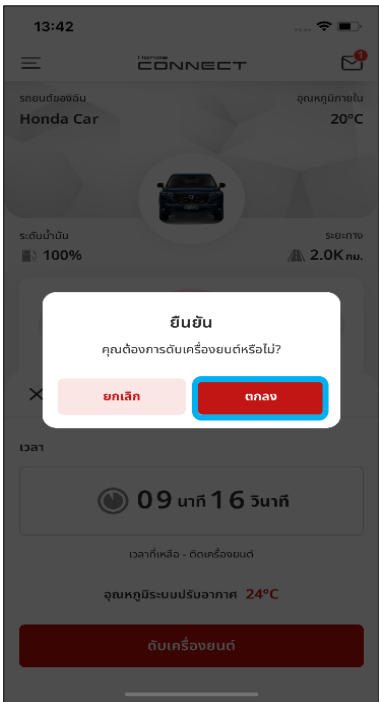 13:42
Honda
CONNECT
1
รถยนต์ของฉัน
อุณหภูมิภายใน
Honda Car
20°C
ระดับน้ำมัน
ระยะทาง
100%
2.0K กม.
ยืนยัน
คุณต้องการดับเครื่องยนต์หรือไม่?
ยกเลิก
ตกลง
เวลา
09 นาที 16 วินาที
เวลาที่เหลือ - ติดเครื่องยนต์
อุณหภูมิระบบปรับอากาศ 24°C
ดับเครื่องยนต์